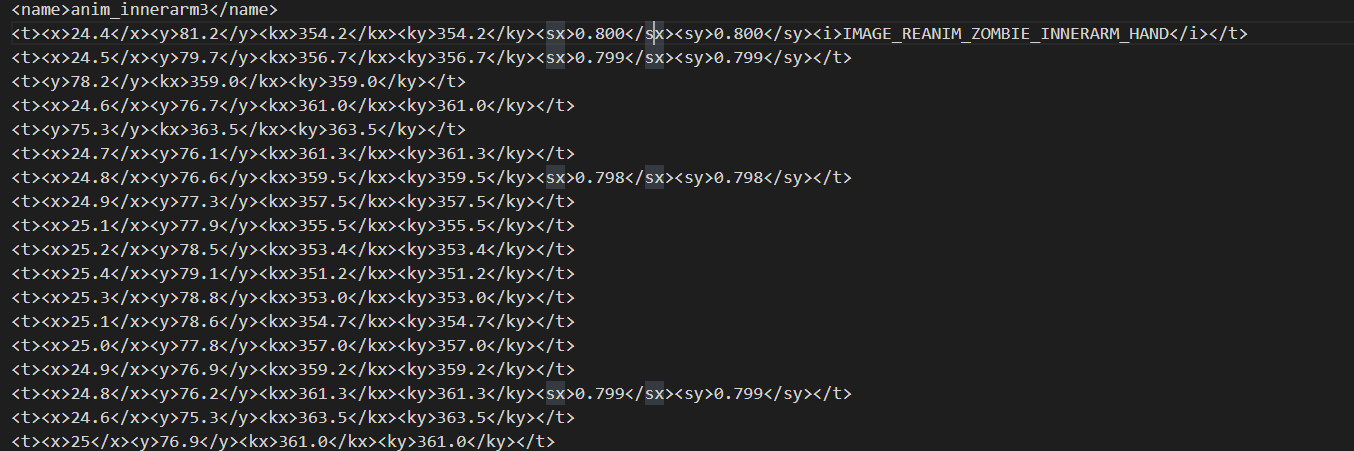 <name>anim_innerarm3</name>
<t><x>24.4</x><y>81.2</y><kx>354.2</kx><ky>354.2</ky><sx>0.800</sx><sy>0.800</sy><i>IMAGE_REANIM_ZOMBIE_INNERARM_HAND</i></t>
<t><x>24.5</x><y>79.7</y><kx>356.7</kx><ky>356.7</ky><sx>0.799</sx><sy>0.799</sy></t>
<t><y>78.2</y><kx>359.0</kx><ky>359.0</ky></t>
<t><x>24.6</x><y>76.7</y><kx>361.0</kx><ky>361.0</ky></t>
<t><y>75.3</y><kx>363.5</kx><ky>363.5</ky></t>
<t><x>24.7</x><y>76.1</y><kx>361.3</kx><ky>361.3</ky></t>
<t><x>24.8</x><y>76.6</y><kx>359.5</kx><ky>359.5</ky><sx>0.798</sx><sy>0.798</sy></t>
<t><x>24.9</x><y>77.3</y><kx>357.5</kx><ky>357.5</ky></t>
<t><x>25.1</x><y>77.9</y><kx>355.5</kx><ky>355.5</ky></t>
<t><x>25.2</x><y>78.5</y><kx>353.4</kx><ky>353.4</ky></t>
<t><x>25.4</x><y>79.1</y><kx>351.2</kx><ky>351.2</ky></t>
<t><x>25.3</x><y>78.8</y><kx>353.0</kx><ky>353.0</ky></t>
<t><x>25.1</x><y>78.6</y><kx>354.7</kx><ky>354.7</ky></t>
<t><x>25.0</x><y>77.8</y><kx>357.0</kx><ky>357.0</ky></t>
<t><x>24.9</x><y>76.9</y><kx>359.2</kx><ky>359.2</ky></t>
<t><x>24.8</x><y>76.2</y><kx>361.3</kx><ky>361.3</ky><sx>0.799</sx><sy>0.799</sy></t>
<t><x>24.6</x><y>75.3</y><kx>363.5</kx><ky>363.5</ky></t>
<t><x>25</x><y>76.9</y><kx>361.0</kx><ky>361.0</ky></t>